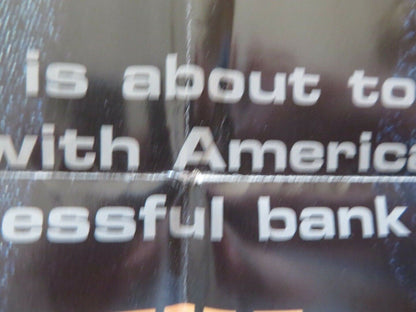 is about to
with America
essful bank